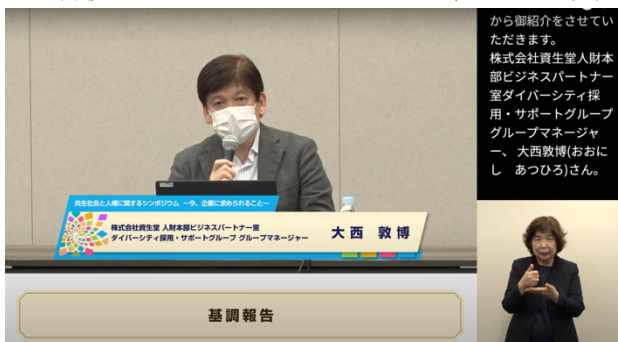 から御紹介をさせてい
ただきます。
株式会社資生堂人財本
部ビジネスパートナー
室ダイバーシティ採
用・サポートグループ
グループマネージャ
ー、大西敦博(おおに
し　あつひろ)さん。
共生社会と人権に関するシンポジウム ～今、企業に求められること～
株式会社資生堂 人財本部ビジネスパートナー室
ダイバーシティ採用・サポートグループ グループマネージャー
大西 敦博
基調報告